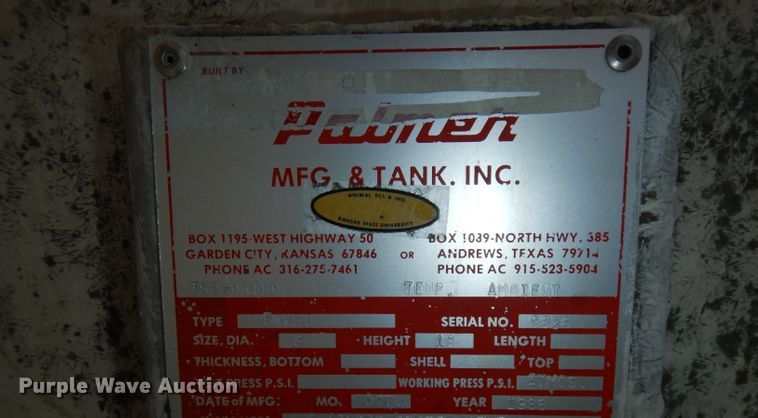 BUILT BY
Palmer
MFG. & TANK. INC.
ANIMAL SCI. & IND.
KANSAS STATE UNIVERSITY
BOX 1195-WEST HIGHWAY 50
GARDEN CITY, KANSAS 67846
PHONE AC 316-275-7461
OR
BOX 1039-NORTH HWY. 385
ANDREWS, TEXAS 79714
PHONE AC 915-523-5904
TEMP. AMBIENT
TYPE SERIAL NO.
SIZE, DIA. HEIGHT LENGTH
THICKNESS, BOTTOM SHELL TOP
PRESS P.S.I. WORKING PRESS P.S.I.
DATE of MFG. MO. OCT. YEAR
Purple Wave Auction